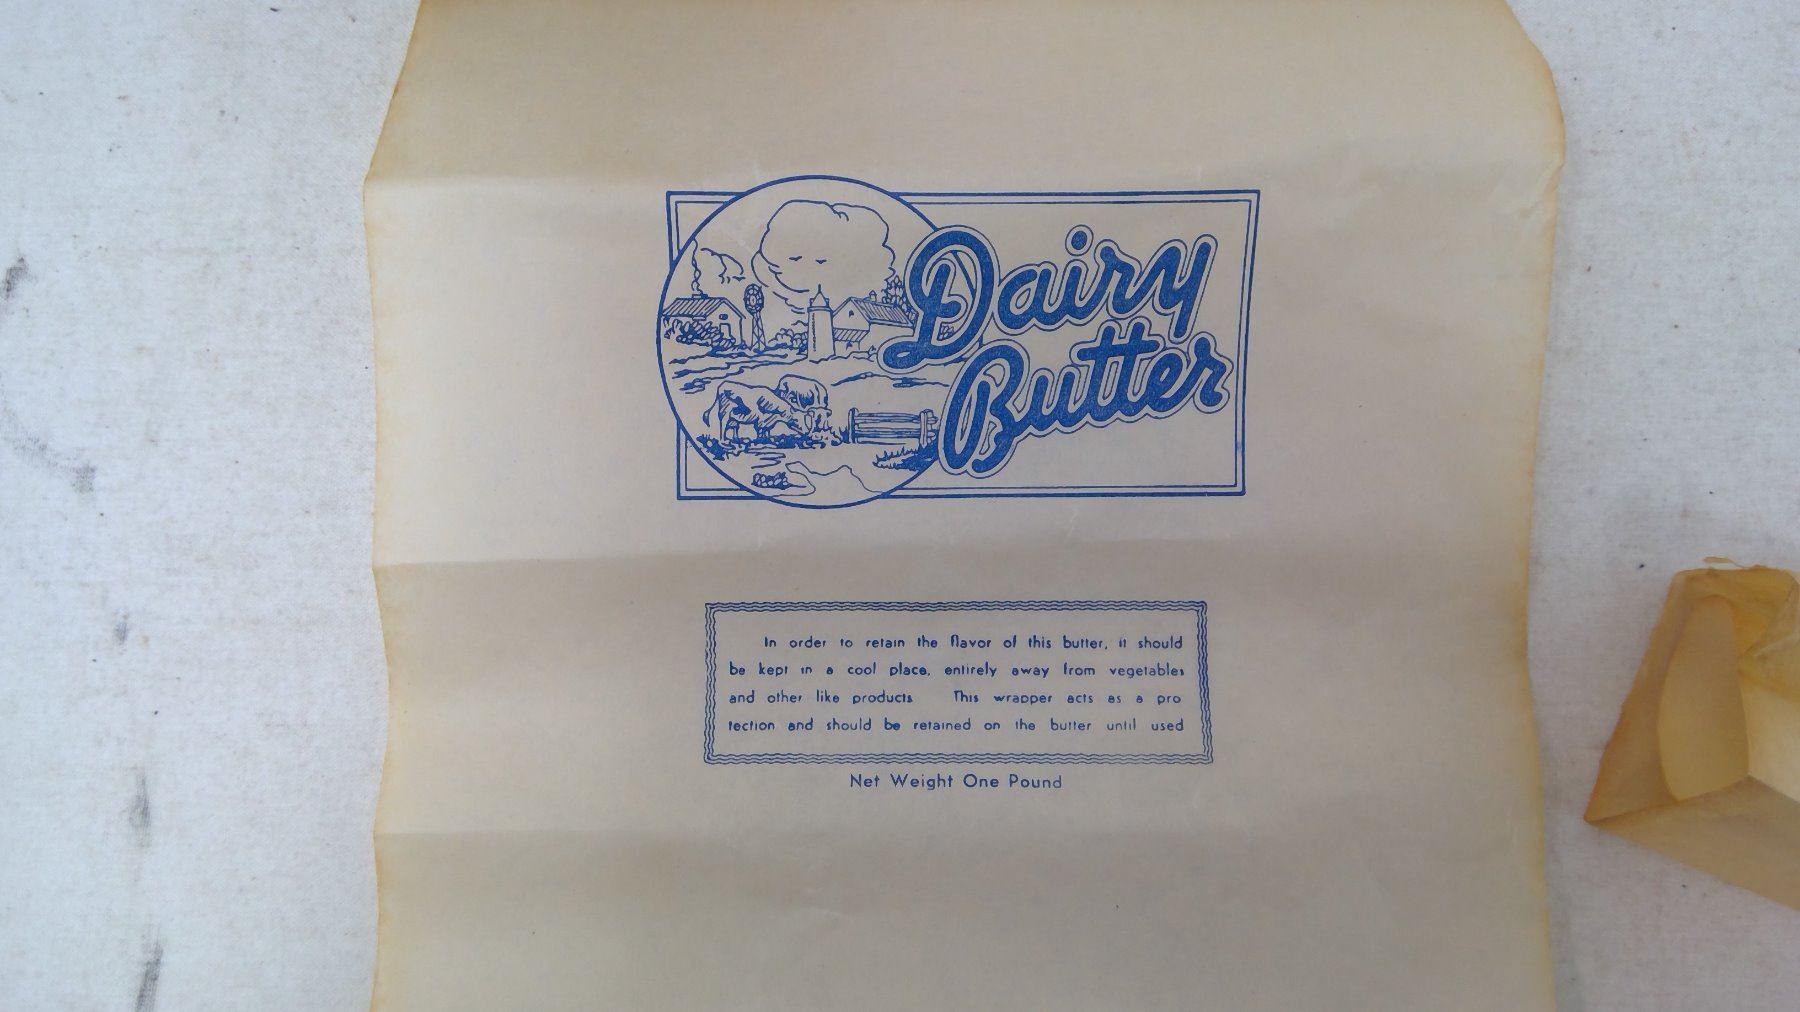 Dairy
Butter
In order to retain the flavor of this butter, it should
be kept in a cool place, entirely away from vegetables
and other like products This wrapper acts as a pro
tection and should be retained on the butter until used
Net Weight One Pound